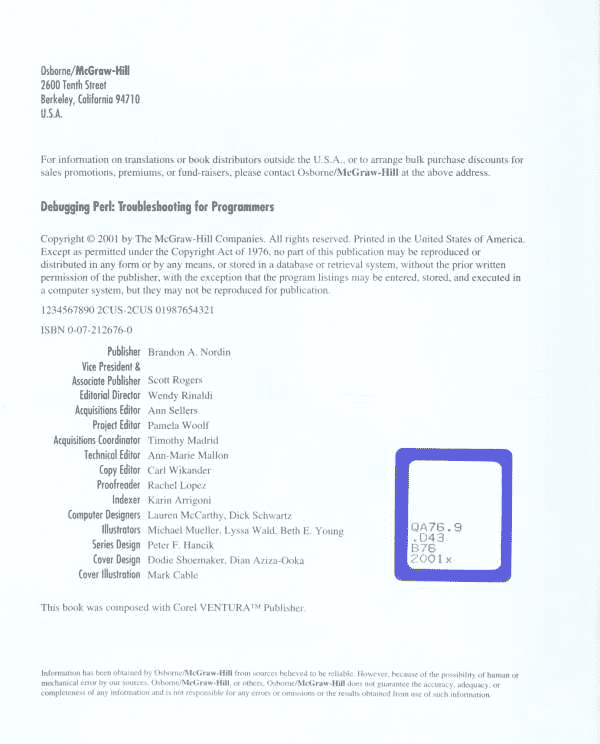 Osborne/McGraw-Hill
2600 Tenth Street
Berkeley, California 94710
U.S.A.
For information on translations or book distributors outside the U.S.A., or to arrange bulk purchase discounts for
sales promotions, premiums, or fund-raisers, please contact Osborne/McGraw-Hill at the above address.
Debugging Perl: Troubleshooting for Programmers
Copyright © 2001 by The McGraw-Hill Companies. All rights reserved. Printed in the United States of America.
Except as permitted under the Copyright Act of 1976, no part of this publication may be reproduced or
distributed in any form or by any means, or stored in a database or retrieval system, without the prior written
permission of the publisher, with the exception that the program listings may be entered, stored, and executed in
a computer system, but they may not be reproduced for publication.
1234567890 2CUS-2CUS 01987654321
ISBN 0-07-212676-0
Publisher Brandon A. Nordin
Vice President &
Associate Publisher Scott Rogers
Editorial Director Wendy Rinaldi
Acquisitions Editor Ann Sellers
Project Editor Pamela Woolf
Acquisitions Coordinator Timothy Madrid
Technical Editor Ann-Marie Mallon
Copy Editor Carl Wikander
Proofreader Rachel Lopez
Indexer Karin Arrigoni
Computer Designers Lauren McCarthy, Dick Schwartz
Illustrators Michael Mueller, Lyssa Wald, Beth E. Young
Series Design Peter F. Hancik
Cover Design Dodie Shoemaker, Dian Aziza-Ooka
Cover Illustration Mark Cable
QA76.9
.D43
B76
2001x
This book was composed with Corel VENTURA™ Publisher.
Information has been obtained by Osborne/McGraw-Hill from sources believed to be reliable. However, because of the possibility of human or
mechanical error by our sources, Osborne/McGraw-Hill, or others, Osborne/McGraw-Hill does not guarantee the accuracy, adequacy, or
completeness of any information and is not responsible for any errors or omissions or the results obtained from use of such information.